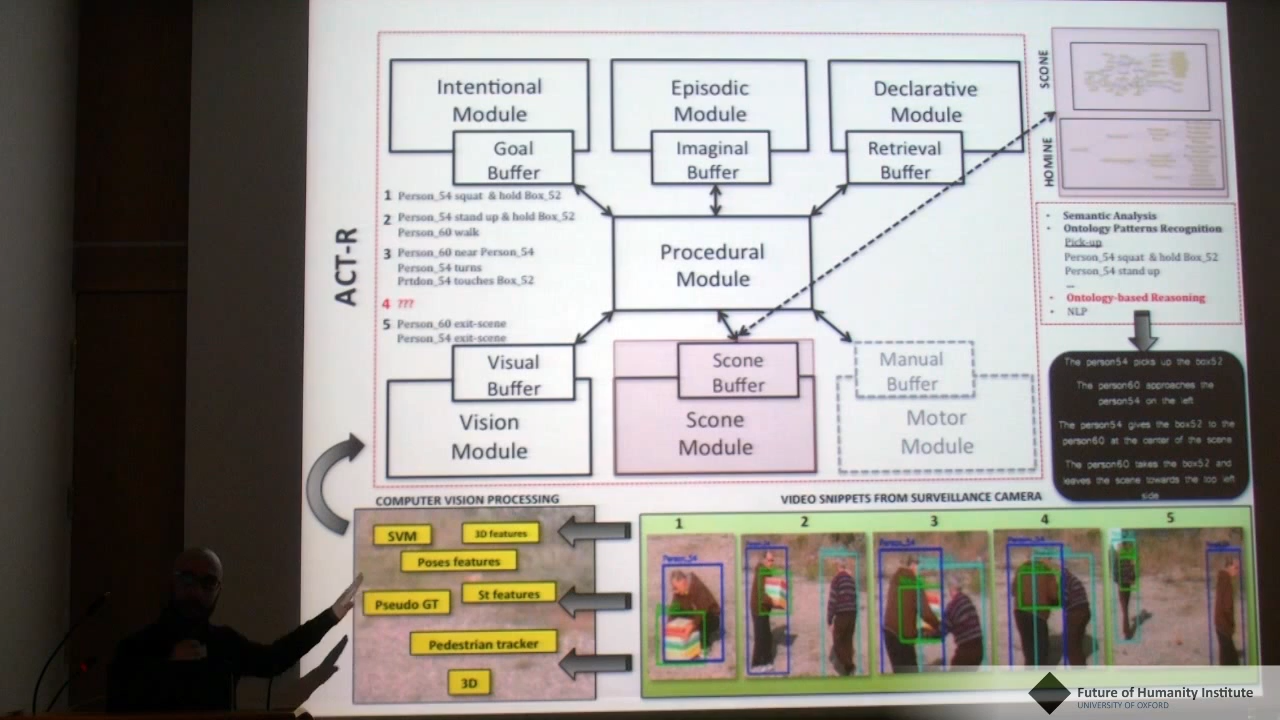 Intentional
Module
Goal
Buffer
Episodic
Module
Imaginal
Buffer
Declarative
Module
Retrieval
Buffer
SCONE
HOMINE
ACT-R
1 Person_54 squat & hold Box_52
2 Person_54 stand up & hold Box_52
Person_60 walk
3 Person_60 near Person_54
Person_54 turns
Prtdon_54 touches Box_52
4 ???
5 Person_60 exit-scene
Person_54 exit-scene
Procedural
Module
• Semantic Analysis
• Ontology Patterns Recognition
Pick-up
Person_54 squat & hold Box_52
Person_54 stand up
...
• Ontology-based Reasoning
• NLP
Visual
Buffer
Vision
Module
Scone
Buffer
Scone
Module
Manual
Buffer
Motor
Module
The person54 picks up the box52
The person60 approaches the
person54 on the left
The person54 gives the box52 to the
person60 at the center of the scene
The person60 takes the box52 and
leaves the scene towards the top left
side
COMPUTER VISION PROCESSING
SVM
3D features
Poses features
St features
Pseudo GT
Pedestrian tracker
3D
VIDEO SNIPPETS FROM SURVEILLANCE CAMERA
1 2 3 4 5
Person_54
Future of Humanity Institute
UNIVERSITY OF OXFORD